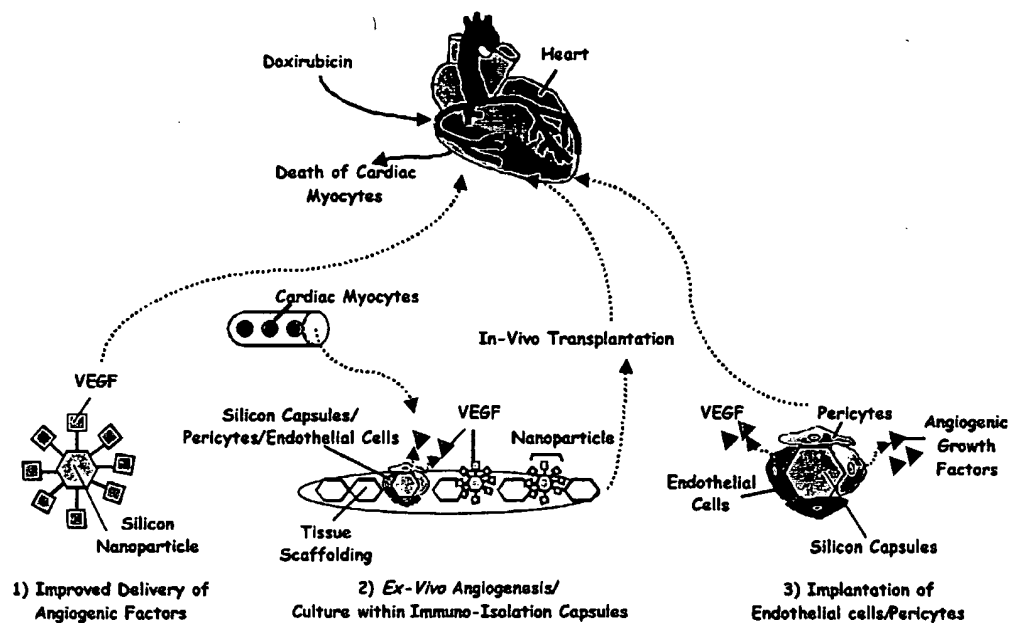 Doxirubicin
Heart
Death of Cardiac
Myocytes
Cardiac Myocytes
In-Vivo Transplantation
VEGF
Silicon
Nanoparticle
Silicon Capsules/
Pericytes/Endothelial Cells
VEGF
Nanoparticle
Tissue
Scaffolding
VEGF
Pericytes
Angiogenic
Growth
Factors
Endothelial
Cells
Silicon Capsules
1) Improved Delivery of
Angiogenic Factors
2) Ex-Vivo Angiogenesis/
Culture within Immuno-Isolation Capsules
3) Implantation of
Endothelial cells/Pericytes